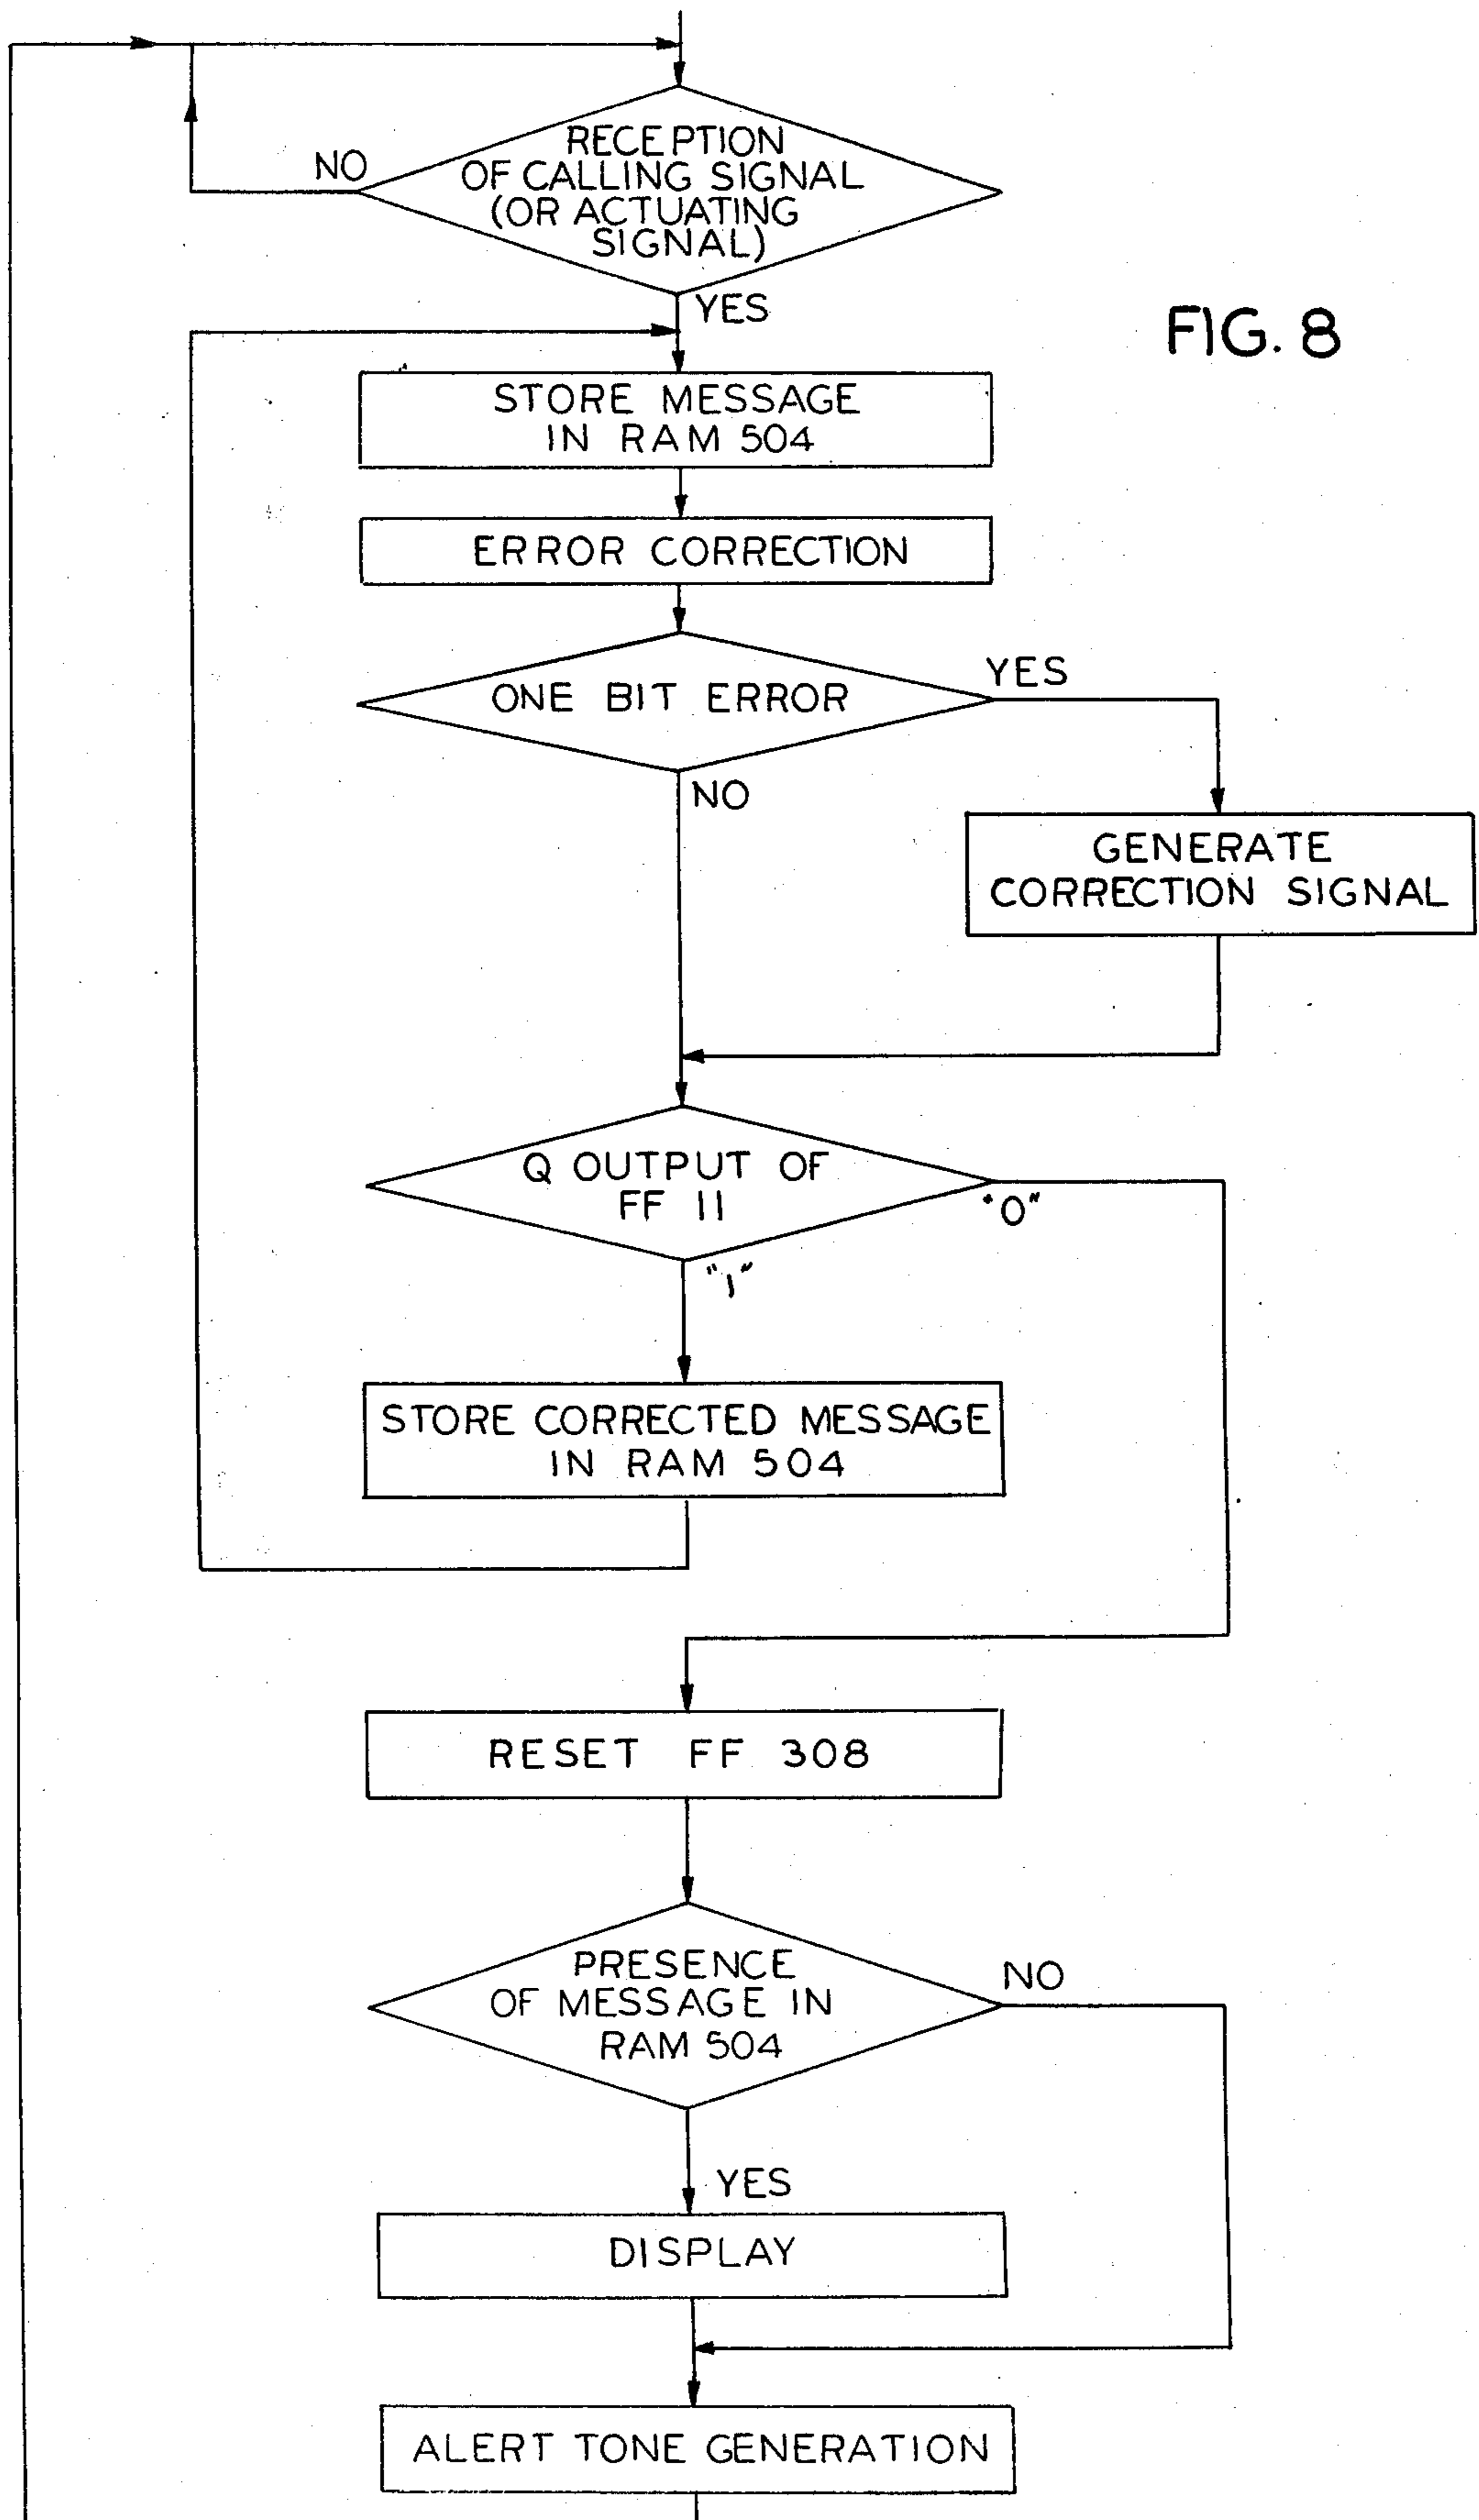 RECEPTION
OF CALLING SIGNAL
(OR ACTUATING
SIGNAL)
NO
YES
FIG. 8
STORE MESSAGE
IN RAM 504
ERROR CORRECTION
ONE BIT ERROR
YES
NO
GENERATE
CORRECTION SIGNAL
Q OUTPUT OF
FF 11
"0"
"1"
STORE CORRECTED MESSAGE
IN RAM 504
RESET FF 308
PRESENCE
OF MESSAGE IN
RAM 504
NO
YES
DISPLAY
ALERT TONE GENERATION